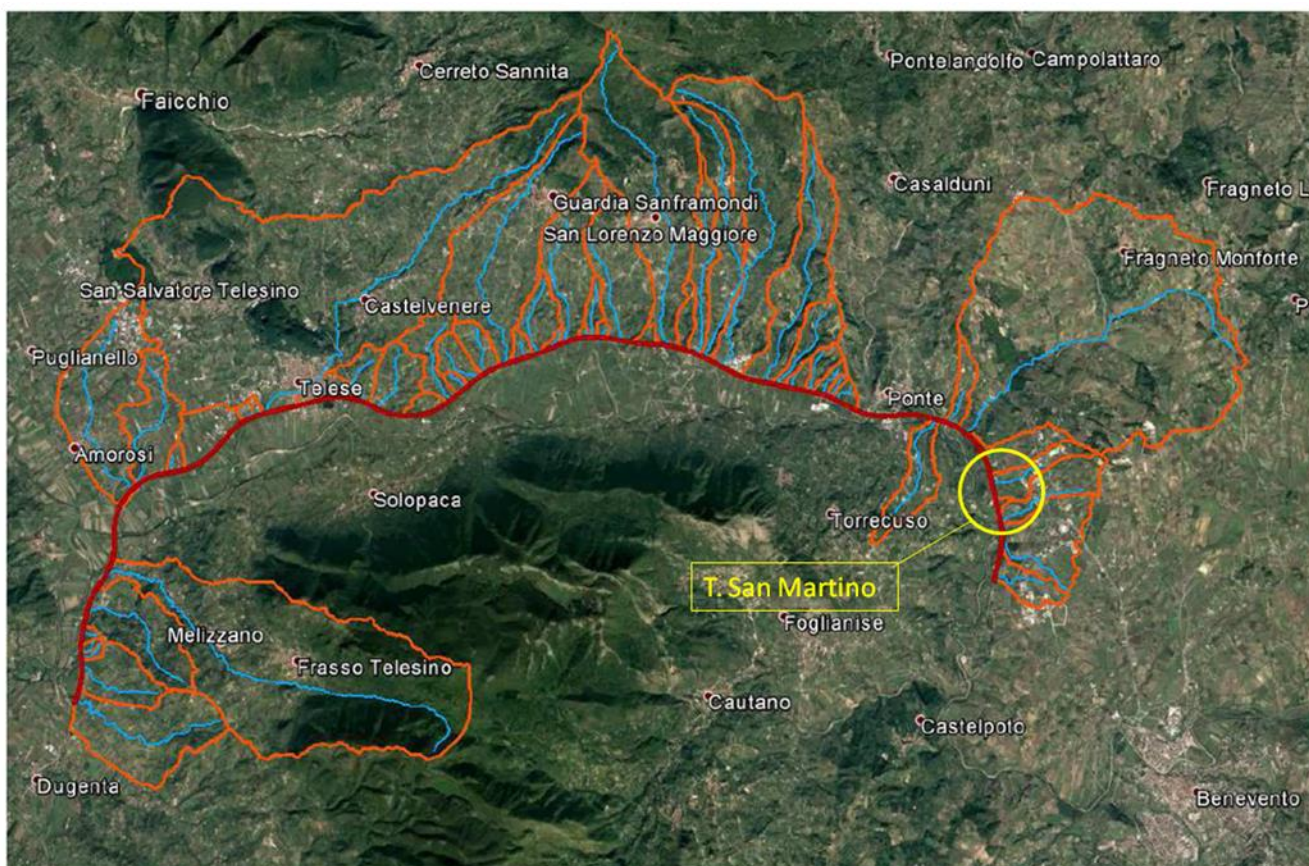 Pontelandolfo
Campolattaro
Cerreto Sannita
Faicchio
Casalduni
Fragneto L
Guardia Sanframondi
San Lorenzo Maggiore
Fragneto Monforte
San Salvatore Telesino
Castelvenere
P
Puglianello
Telese
Ponte
Amorosi
Solopaca
Torrecuso
T. San Martino
Foglianise
Melizzano
Frasso Telesino
Cautano
Castelpoto
Dugenta
Benevento